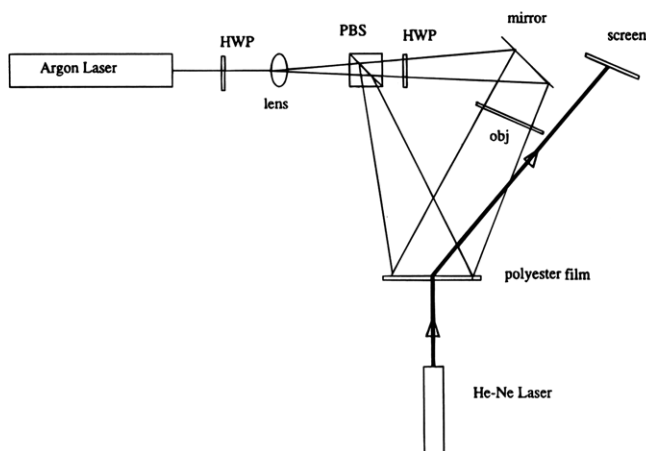 mirror
screen
PBS
HWP
HWP
Argon Laser
lens
obj
polyester film
He-Ne Laser